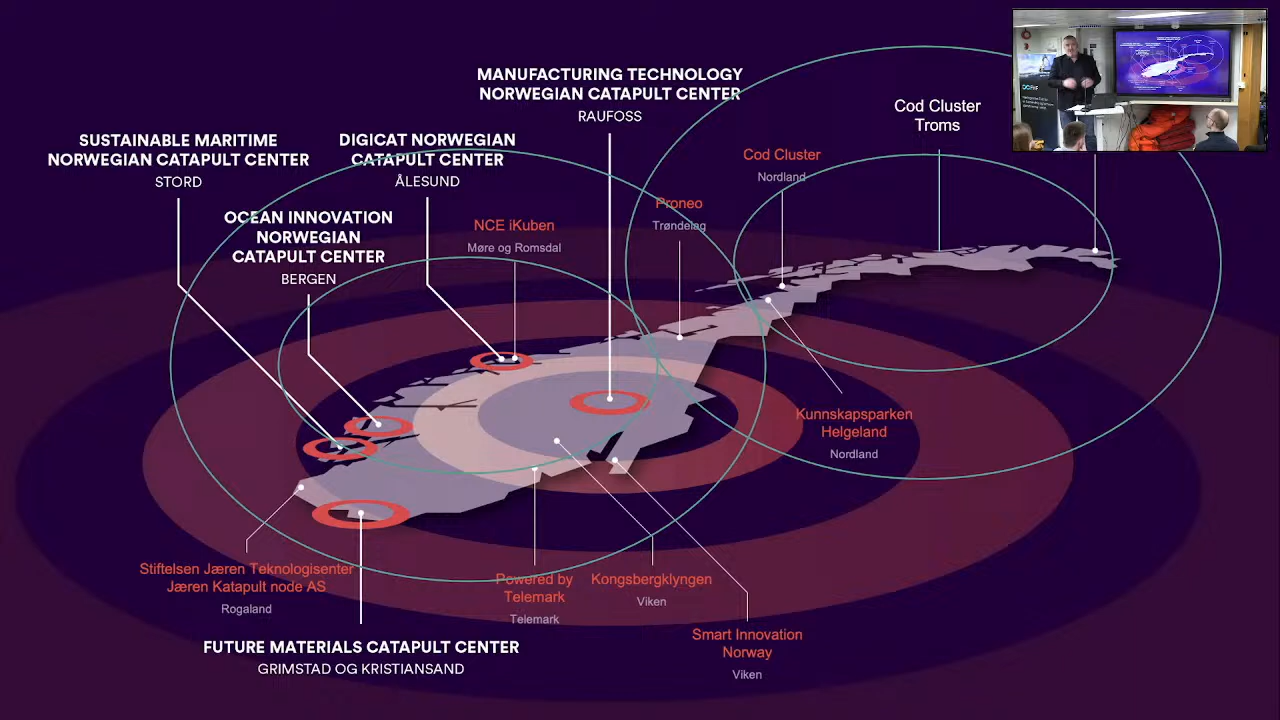 MANUFACTURING TECHNOLOGY
NORWEGIAN CATAPULT CENTER
RAUFOSS
Cod Cluster
Troms
SUSTAINABLE MARITIME
NORWEGIAN CATAPULT CENTER
STORD
DIGICAT NORWEGIAN
CATAPULT CENTER
ÅLESUND
Cod Cluster
Nordland
OCEAN INNOVATION
NORWEGIAN
CATAPULT CENTER
BERGEN
NCE iKuben
Møre og Romsdal
Proneo
Trøndelag
Kunnskapsparken
Helgeland
Nordland
Stiftelsen Jæren Teknologisenter
Jæren Katapult node AS
Rogaland
Powered by
Telemark
Telemark
Kongsbergklyngen
Viken
Smart Innovation
Norway
Viken
FUTURE MATERIALS CATAPULT CENTER
GRIMSTAD OG KRISTIANSAND